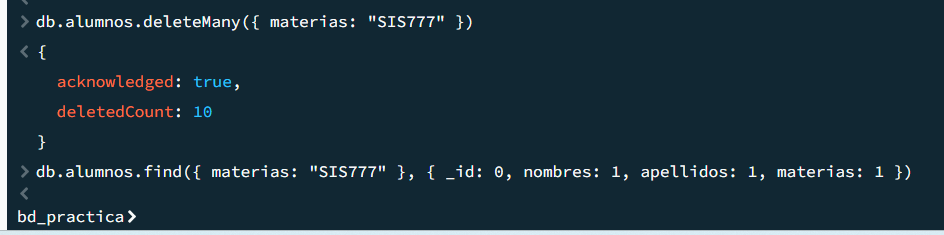 > db.alumnos.deleteMany({ materias: "SIS777" })
< {
acknowledged: true,
deletedCount: 10
}
> db.alumnos.find({ materias: "SIS777" }, { _id: 0, nombres: 1, apellidos: 1, materias: 1 })
<
bd_practica>